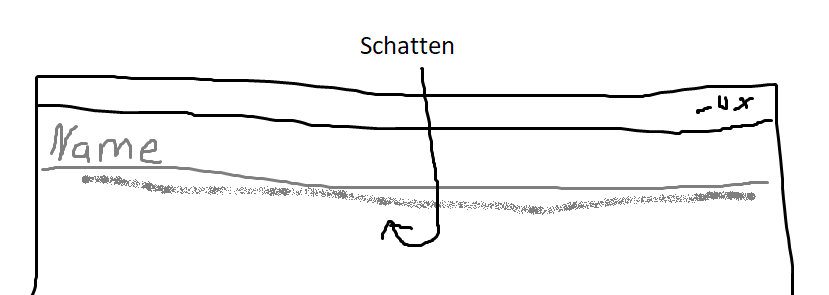 Schatten
_ u x
Name